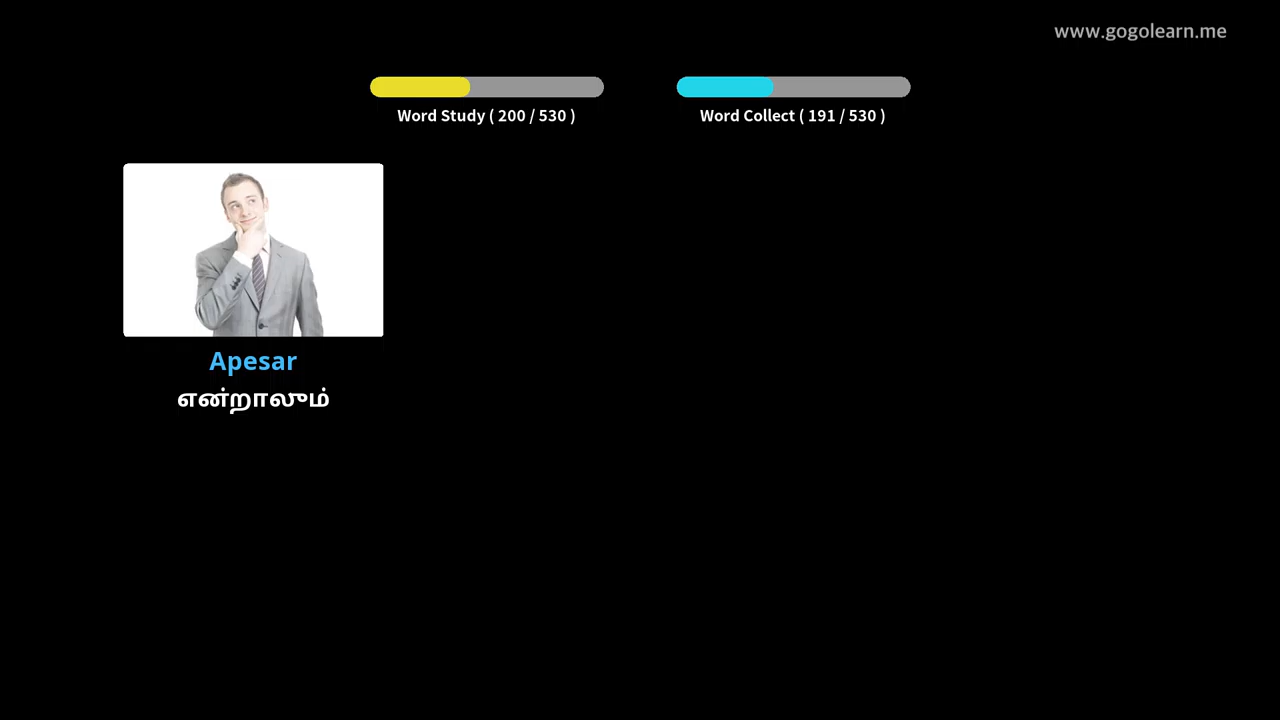 www.gogolearn.me
Word Study ( 200 / 530 )
Word Collect ( 191 / 530 )
Apesar
என்றாலும்